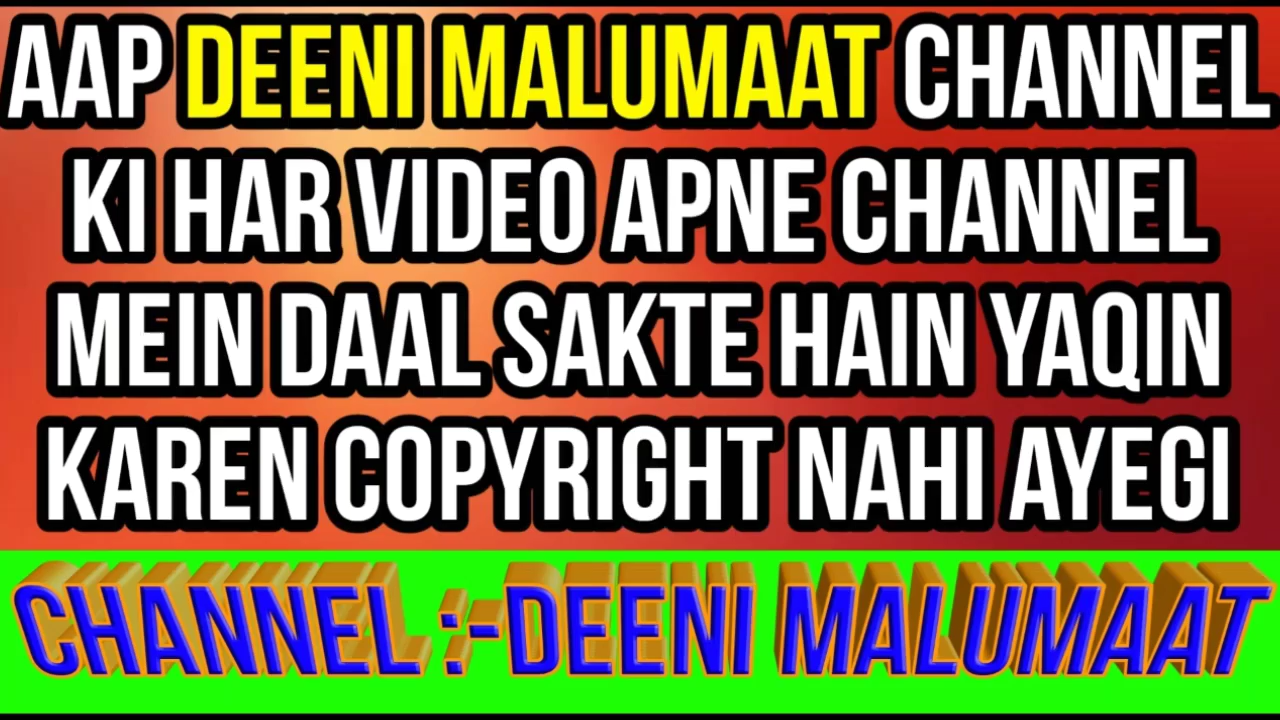 AAP DEENI MALUMAAT CHANNEL
KI HAR VIDEO APNE CHANNEL
MEIN DAAL SAKTE HAIN YAQIN
KAREN COPYRIGHT NAHI AYEGI
CHANNEL :-DEENI MALUMAAT